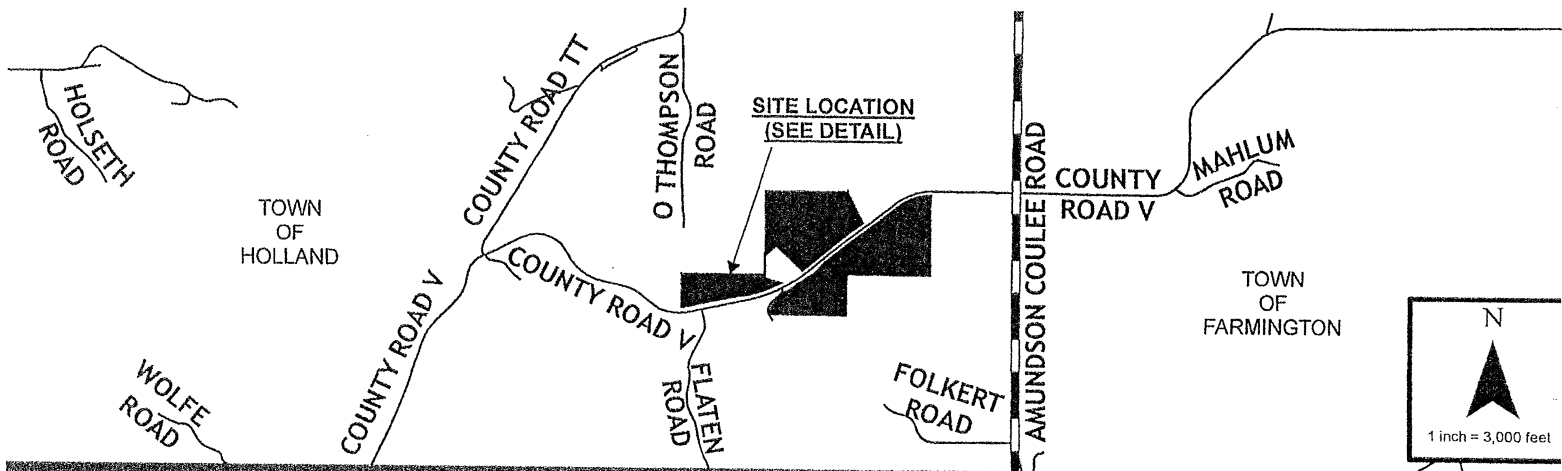 HOLSETH
ROAD
TOWN
OF
HOLLAND
COUNTY ROAD TT
O THOMPSON
ROAD
SITE LOCATION
(SEE DETAIL)
COUNTY ROAD V
COUNTY ROAD V
WOLFE
ROAD
FLATEN
ROAD
FOLKERT
ROAD
AMUNDSON COULEE ROAD
COUNTY
ROAD V
MAHLUM
ROAD
TOWN
OF
FARMINGTON
N
1 inch = 3,000 feet